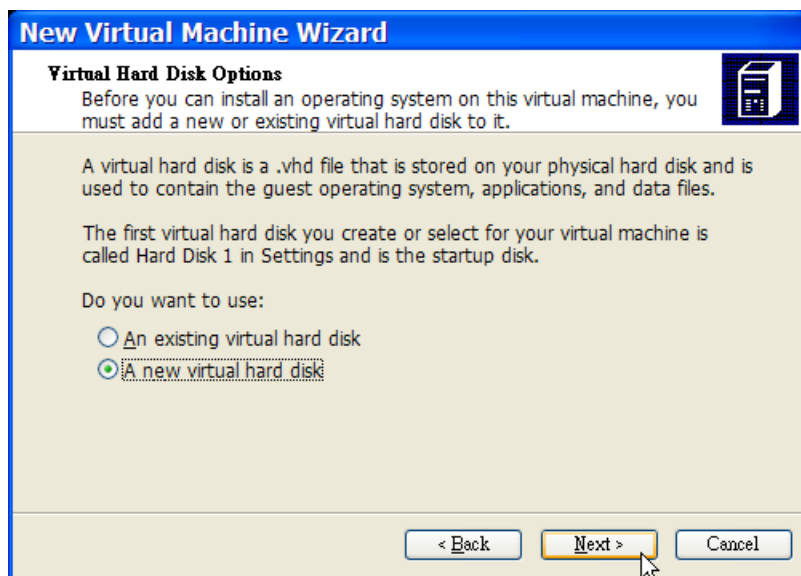 New Virtual Machine Wizard
Virtual Hard Disk Options
Before you can install an operating system on this virtual machine, you
must add a new or existing virtual hard disk to it.
A virtual hard disk is a .vhd file that is stored on your physical hard disk and is
used to contain the guest operating system, applications, and data files.
The first virtual hard disk you create or select for your virtual machine is
called Hard Disk 1 in Settings and is the startup disk.
Do you want to use:
An existing virtual hard disk
A new virtual hard disk
< Back
Next >
Cancel